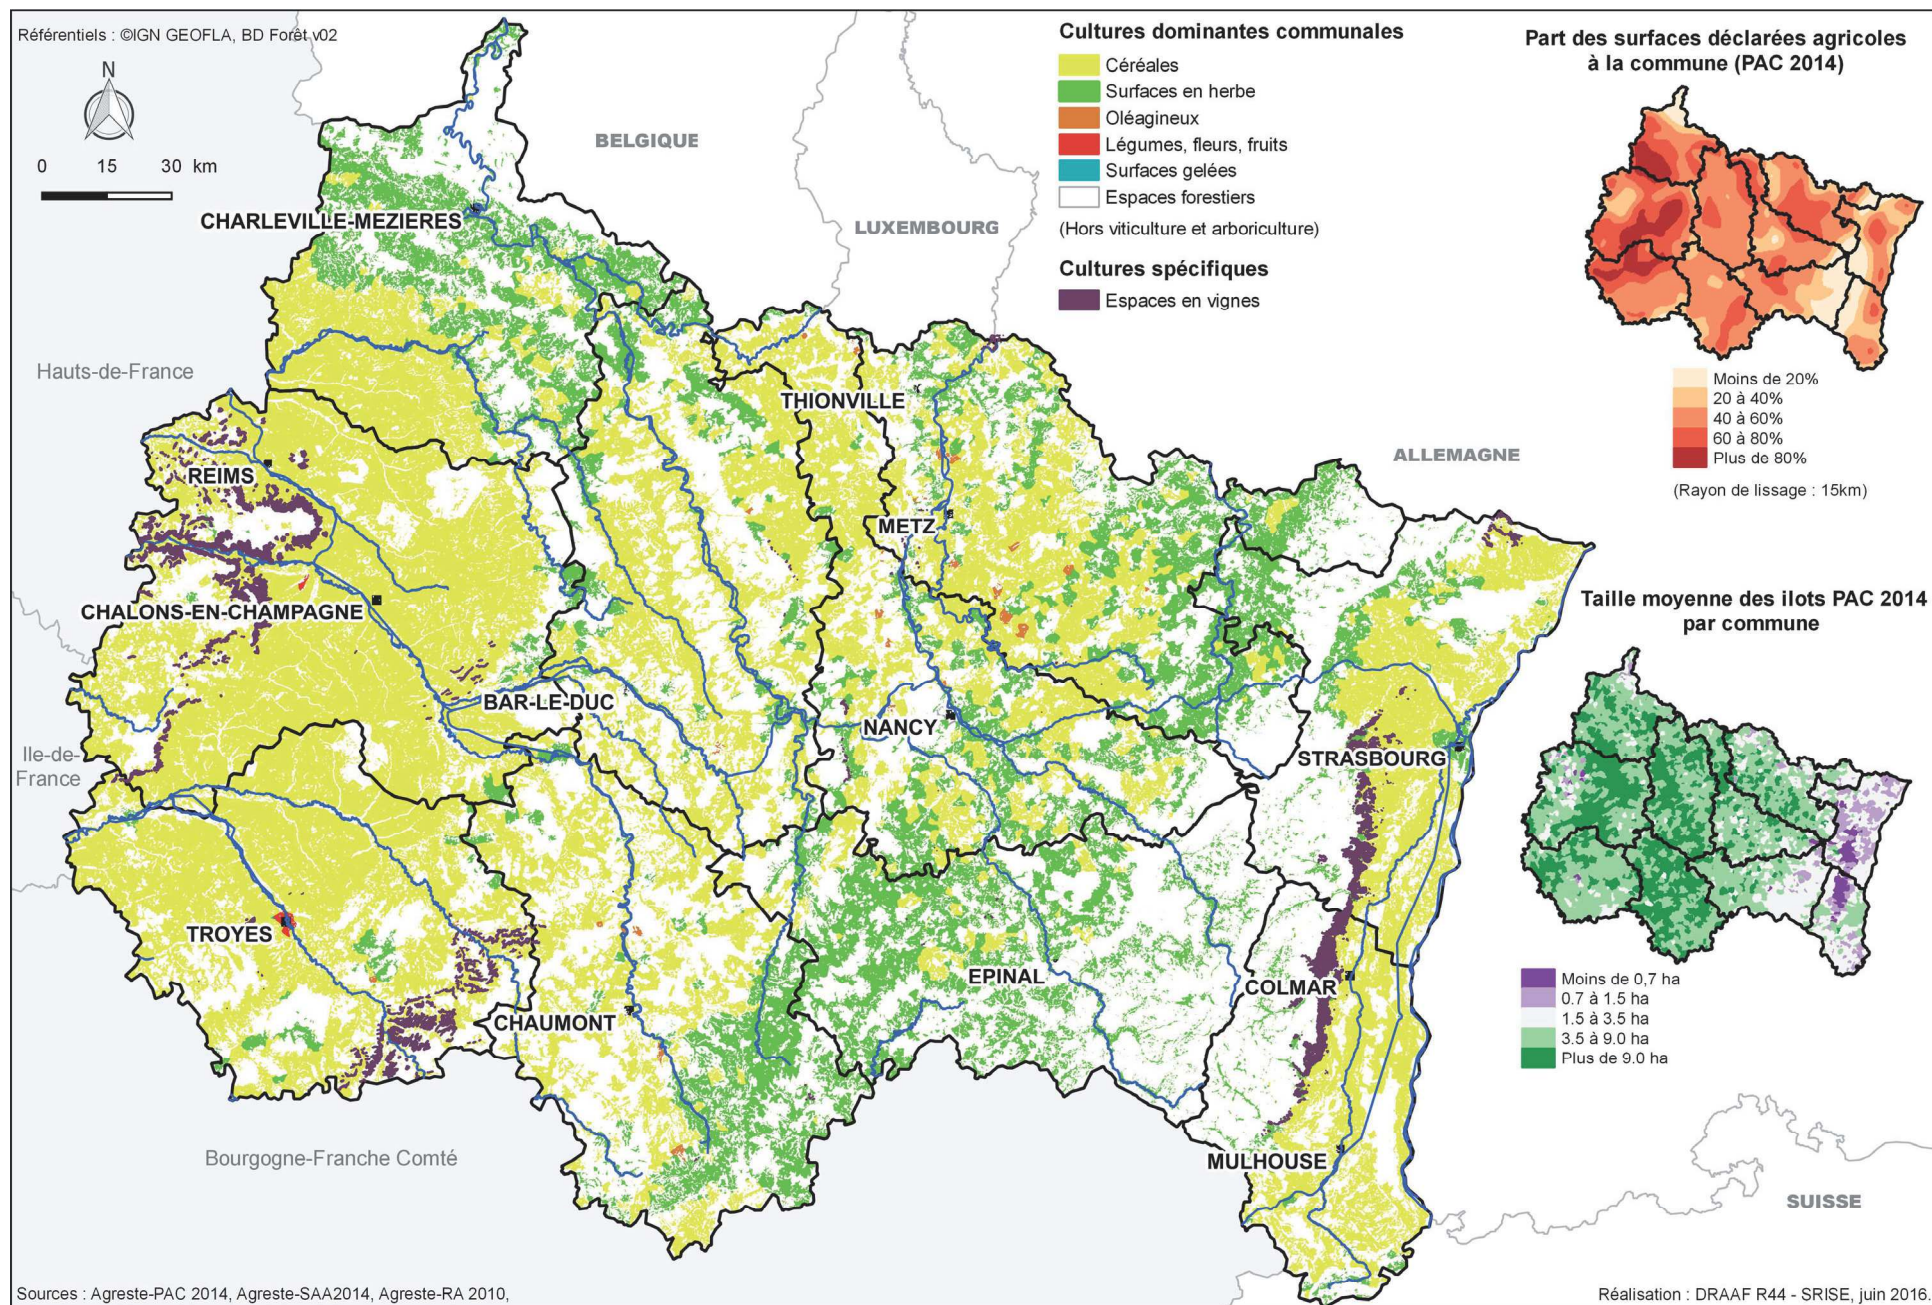 Référentiels : ©IGN GEOFLA, BD Forêt v02
N
0 15 30 km
Cultures dominantes communales
Céréales
Surfaces en herbe
Oléagineux
Légumes, fleurs, fruits
Surfaces gelées
Espaces forestiers
(Hors viticulture et arboriculture)
Cultures spécifiques
Espaces en vignes
Part des surfaces déclarées agricoles
à la commune (PAC 2014)
Moins de 20%
20 à 40%
40 à 60%
60 à 80%
Plus de 80%
(Rayon de lissage : 15km)
Taille moyenne des ilots PAC 2014
par commune
Moins de 0,7 ha
0.7 à 1.5 ha
1.5 à 3.5 ha
3.5 à 9.0 ha
Plus de 9.0 ha
BELGIQUE
LUXEMBOURG
ALLEMAGNE
SUISSE
Hauts-de-France
Ile-de-
France
Bourgogne-Franche Comté
CHARLEVILLE-MEZIERES
THIONVILLE
REIMS
METZ
CHALONS-EN-CHAMPAGNE
BAR-LE-DUC
NANCY
STRASBOURG
TROYES
EPINAL
COLMAR
CHAUMONT
MULHOUSE
Sources : Agreste-PAC 2014, Agreste-SAA2014, Agreste-RA 2010,
Réalisation : DRAAF R44 - SRISE, juin 2016